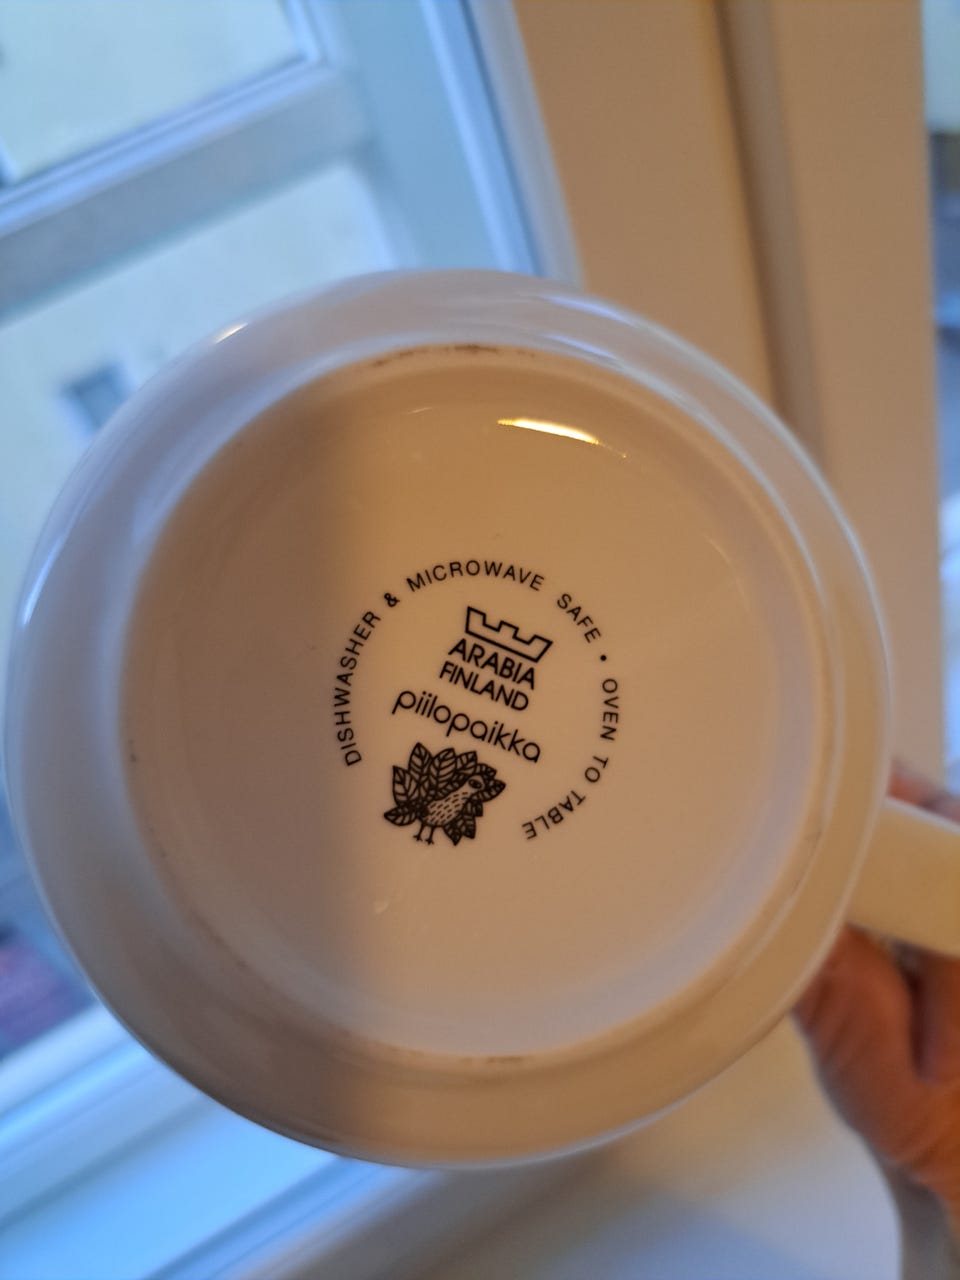 DISHWASHER & MICROWAVE SAFE • OVEN TO TABLE
ARABIA
FINLAND
piilopaikka